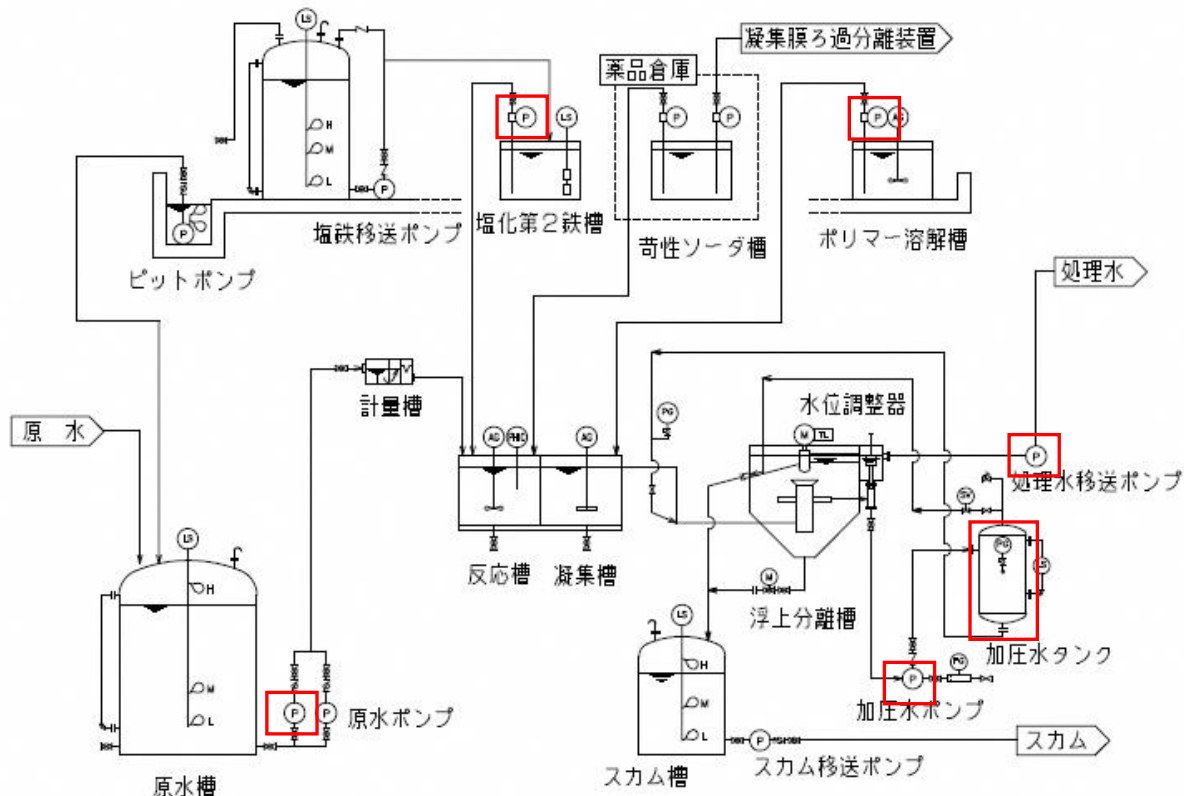 LS
凝集膜ろ過分離装置
薬品倉庫
P
LS
P
P
P
AG
H
M
L
P
P
塩鉄移送ポンプ
塩化第2鉄槽
苛性ソーダ槽
ポリマー溶解槽
ピットポンプ
処理水
計量槽
水位調整器
PG
原 水
M
TL
AG
PHIC
AG
P
処理水移送ポンプ
SV
LS
PG
LS
H
反応槽
凝集槽
M
浮上分離槽
LS
加圧水タンク
H
PG
M
P
M
L
P
P
原水ポンプ
加圧水ポンプ
L
P
スカム
原水槽
スカム槽
スカム移送ポンプ